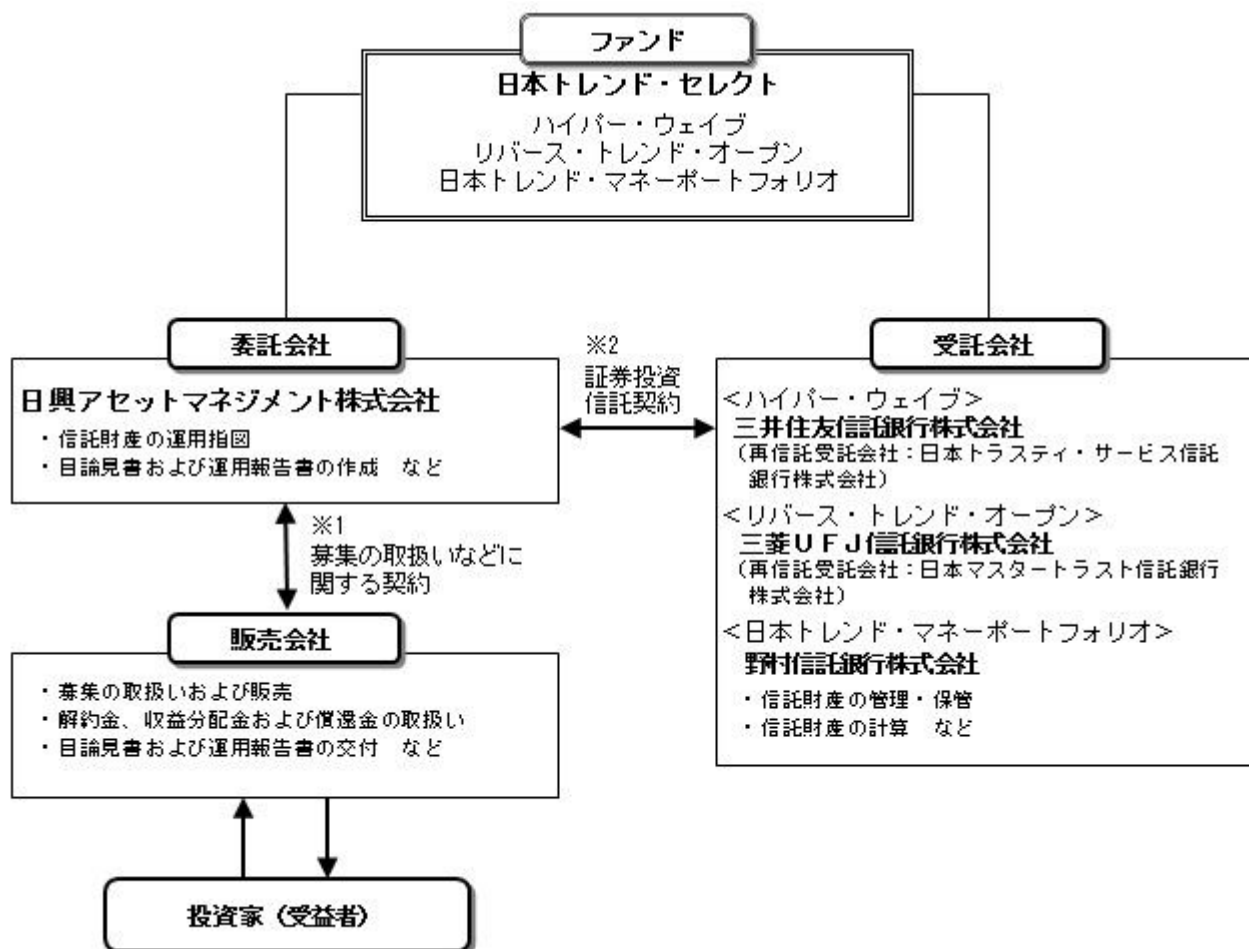 ファンド
日本トレンド・セレクト
ハイパー・ウェイブ
リバース・トレンド・オープン
日本トレンド・マネーポートフォリオ
委託会社
日興アセットマネジメント株式会社
・信託財産の運用指図
・目論見書および運用報告書の作成　など
※2
証券投資
信託契約
受託会社
＜ハイパー・ウェイブ＞
三井住友信託銀行株式会社
（再信託受託会社：日本トラスティ・サービス信託
銀行株式会社）
＜リバース・トレンド・オープン＞
三菱ＵＦＪ信託銀行株式会社
（再信託受託会社：日本マスタートラスト信託銀行
株式会社）
＜日本トレンド・マネーポートフォリオ＞
野村信託銀行株式会社
・信託財産の管理・保管
・信託財産の計算　など
※1
募集の取扱いなどに
関する契約
販売会社
・募集の取扱いおよび販売
・解約金、収益分配金および償還金の取扱い
・目論見書および運用報告書の交付　など
投資家（受益者）